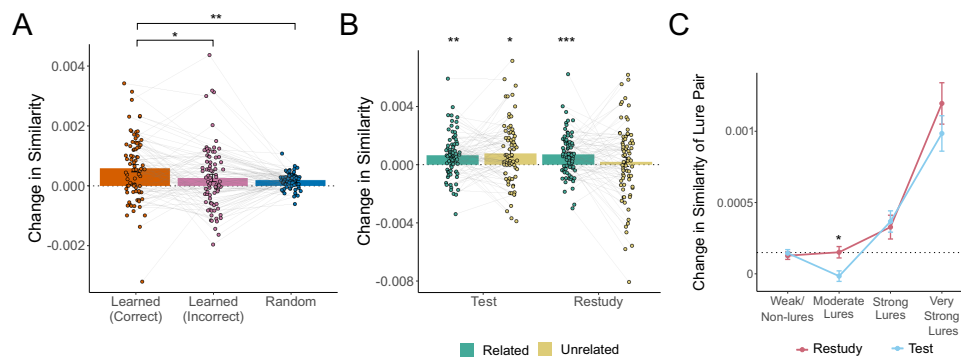 A
**
*
0.004
0.002
0.000
-0.002
Change in Similarity
Learned
(Correct)
Learned
(Incorrect)
Random
B
**
*
***
0.004
0.000
-0.004
-0.008
Change in Similarity
Test
Restudy
Related
Unrelated
C
Change in Similarity of Lure Pair
0.001
0.0005
0
*
Weak/
Non-lures
Moderate
Lures
Strong
Lures
Very
Strong
Lures
Restudy
Test